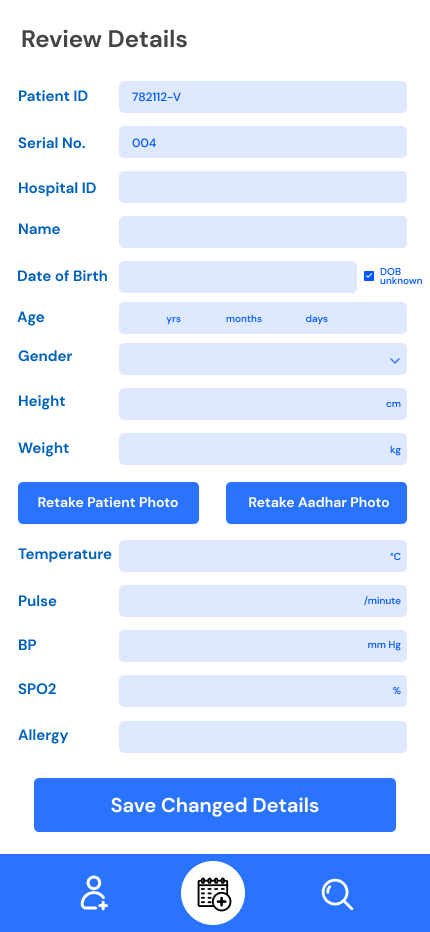 Review Details
Patient ID 782112-V
Serial No. 004
Hospital ID
Name
Date of Birth DOB unknown
Age yrs months days
Gender
Height cm
Weight kg
Retake Patient Photo Retake Aadhar Photo
Temperature °C
Pulse /minute
BP mm Hg
SPO2 %
Allergy
Save Changed Details